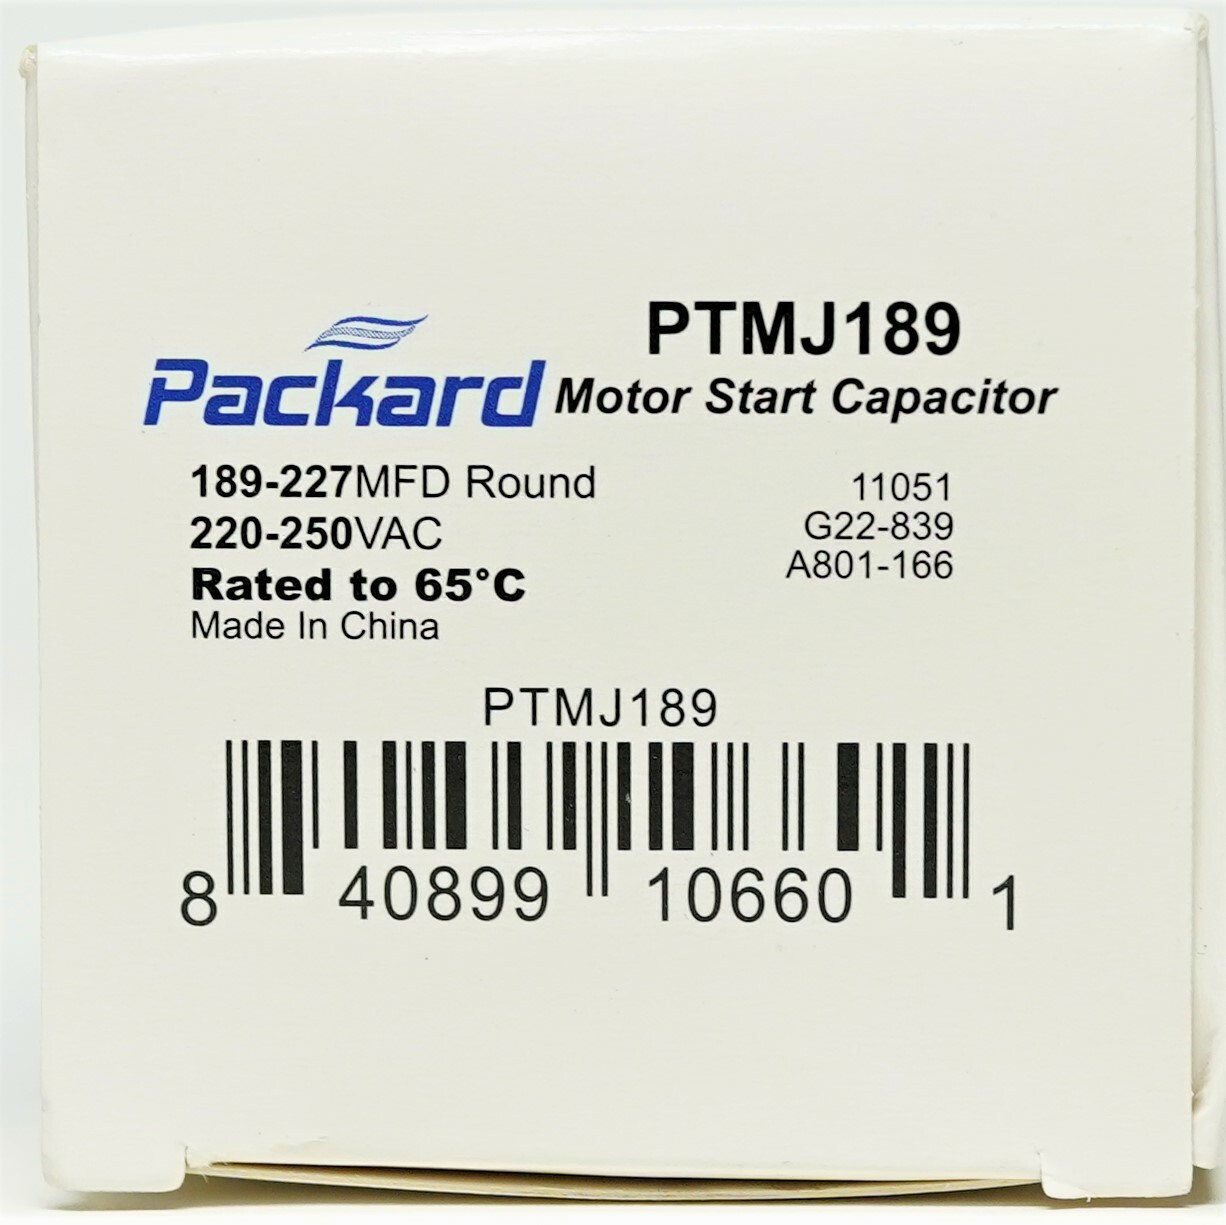 PTMJ189
Packard Motor Start Capacitor
189-227MFD Round
220-250VAC
Rated to 65°C
Made In China
11051
G22-839
A801-166
PTMJ189
8 40899 10660 1